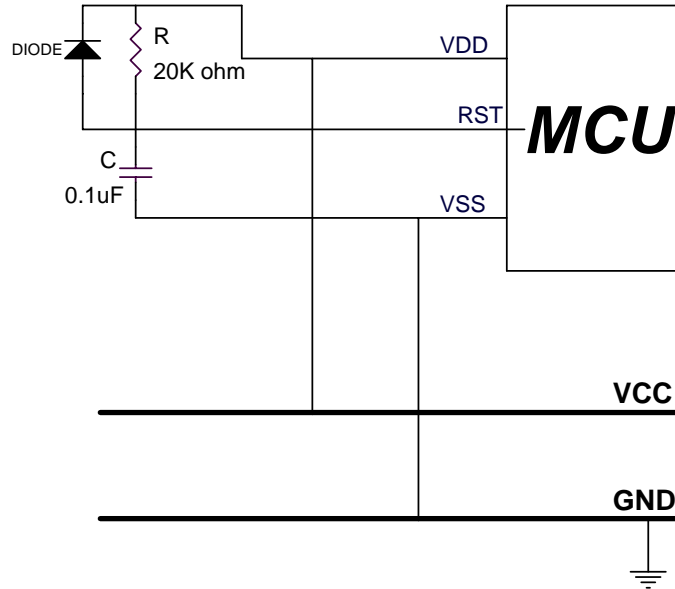 DIODE
R
20K ohm
VDD
RST
MCU
C
0.1uF
VSS
VCC
GND